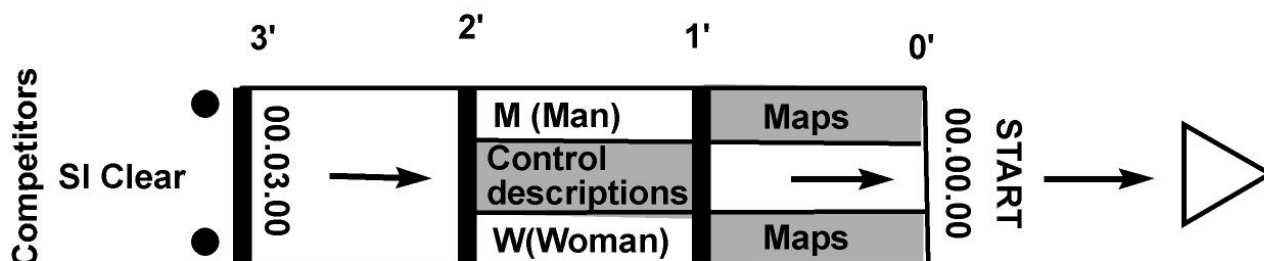 3' 2' 1' 0'
Competitors
SI Clear
00.03.00
M (Man)
Control
descriptions
W(Woman)
Maps
Maps
00.00.00
START